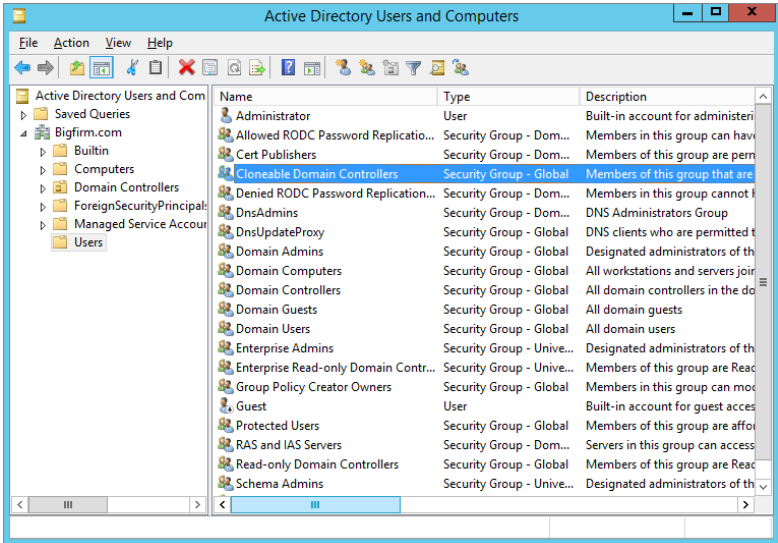 Active Directory Users and Computers
File Action View Help
Active Directory Users and Com
Saved Queries
Bigfirm.com
Builtin
Computers
Domain Controllers
ForeignSecurityPrincipals
Managed Service Accour
Users
Name Type Description
Administrator User Built-in account for administeri
Allowed RODC Password Replicatio... Security Group - Dom... Members in this group can have
Cert Publishers Security Group - Dom... Members of this group are perm
Cloneable Domain Controllers Security Group - Global Members of this group that are
Denied RODC Password Replication... Security Group - Dom... Members in this group cannot
DnsAdmins Security Group - Dom... DNS Administrators Group
DnsUpdateProxy Security Group - Global DNS clients who are permitted t
Domain Admins Security Group - Global Designated administrators of th
Domain Computers Security Group - Global All workstations and servers join
Domain Controllers Security Group - Global All domain controllers in the do
Domain Guests Security Group - Global All domain guests
Domain Users Security Group - Global All domain users
Enterprise Admins Security Group - Unive... Designated administrators of th
Enterprise Read-only Domain Contr... Security Group - Unive... Members of this group are Read
Group Policy Creator Owners Security Group - Global Members in this group can mod
Guest User Built-in account for guest acces
Protected Users Security Group - Global Members of this group are affor
RAS and IAS Servers Security Group - Dom... Servers in this group can access
Read-only Domain Controllers Security Group - Global Members of this group are Read
Schema Admins Security Group - Unive... Designated administrators of th